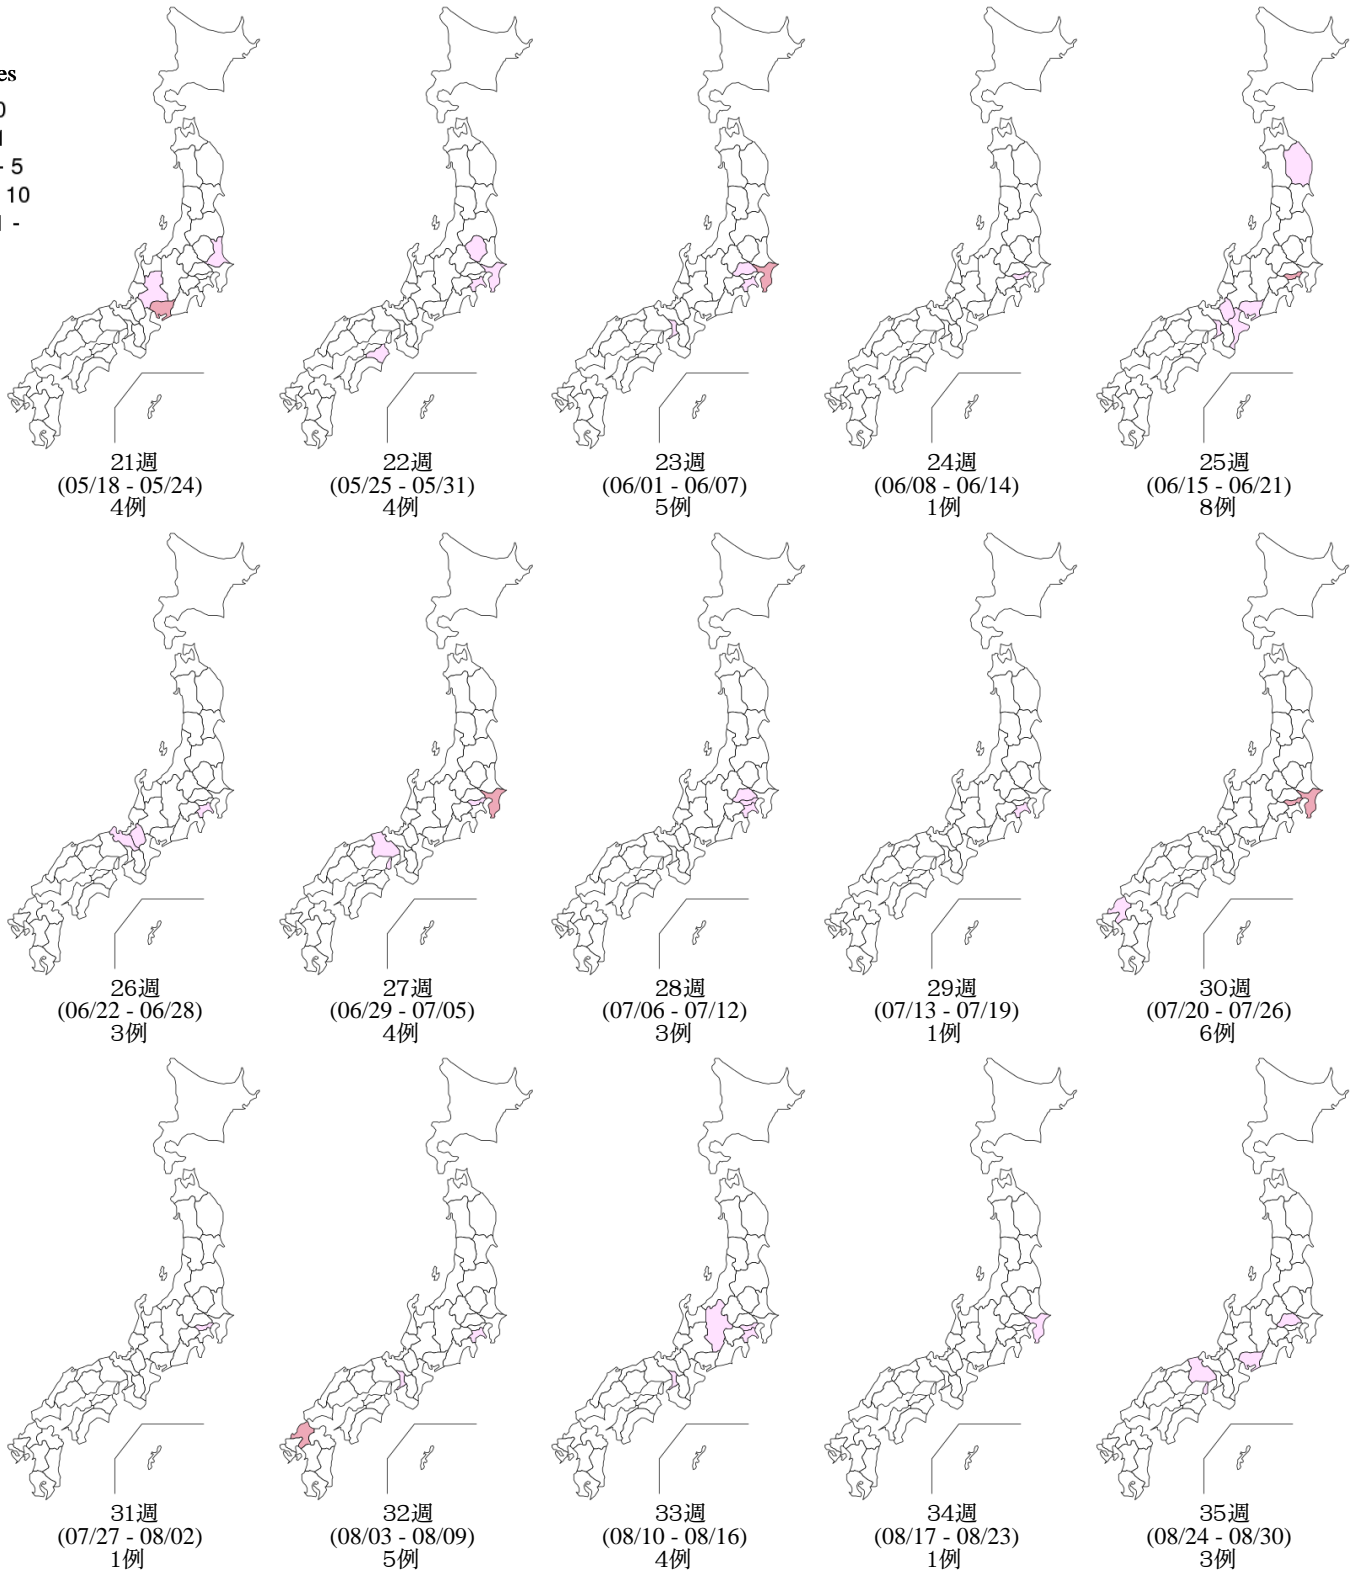 es
- 5
10
21週
(05/18 - 05/24)
4例
22週
(05/25 - 05/31)
4例
23週
(06/01 - 06/07)
5例
24週
(06/08 - 06/14)
1例
25週
(06/15 - 06/21)
8例
26週
(06/22 - 06/28)
3例
27週
(06/29 - 07/05)
4例
28週
(07/06 - 07/12)
3例
29週
(07/13 - 07/19)
1例
30週
(07/20 - 07/26)
6例
31週
(07/27 - 08/02)
1例
32週
(08/03 - 08/09)
5例
33週
(08/10 - 08/16)
4例
34週
(08/17 - 08/23)
1例
35週
(08/24 - 08/30)
3例